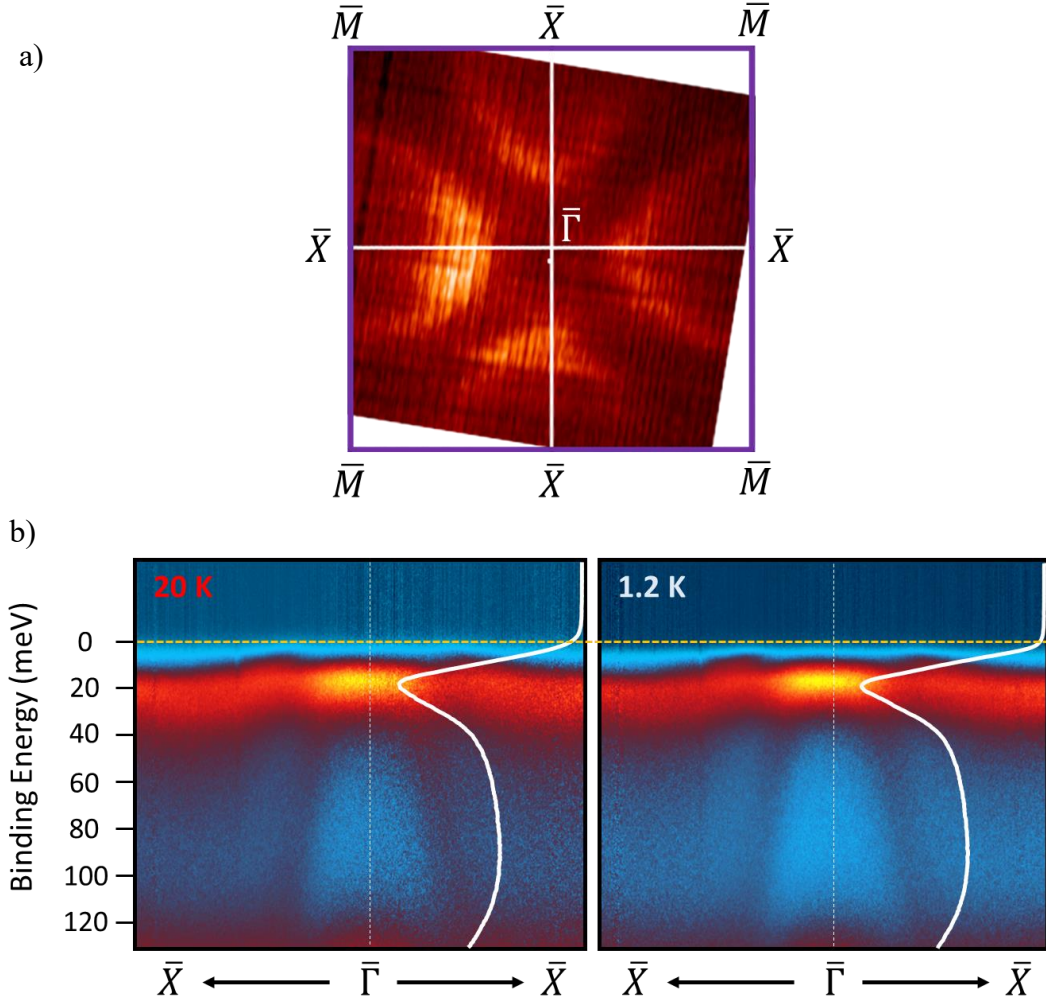 a)
M̅ X̅ M̅
Γ̅
X̅ X̅
M̅ X̅ M̅
b)
20 K 1.2 K
Binding Energy (meV)
0
20
40
60
80
100
120
X̅ Γ̅ X̅ X̅ Γ̅ X̅